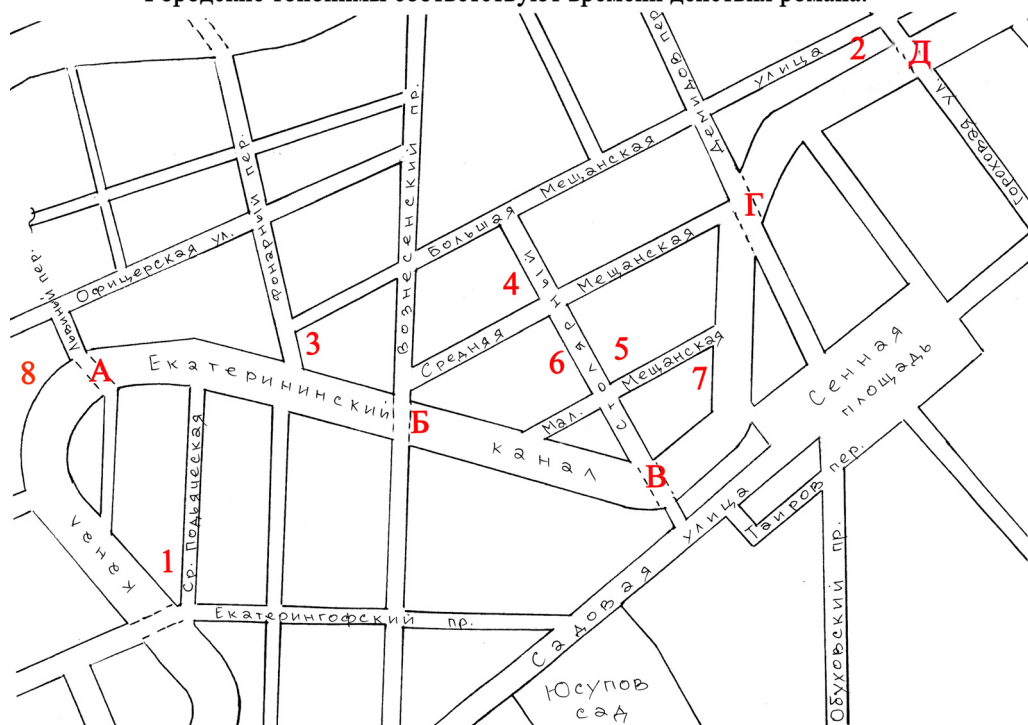 Городские топонимы соответствуют времени действия романа.
2
Д
улица
Демидов пер.
Гороховая ул.
Фонарный пер.
Вознесенский пр.
Большая Мещанская
Г
Львиный пер.
Офицерская ул.
4
Столярный
Мещанская
3
Средняя
6
5
8
А
Екатерининский
канал
Мещанская
7
Сенная
площадь
Б
Мал.
В
Ср. Подьяческая
канал
1
Садовая улица
Таиров пер.
Обуховский пр.
Екатерингофский пр.
Юсупов
сад